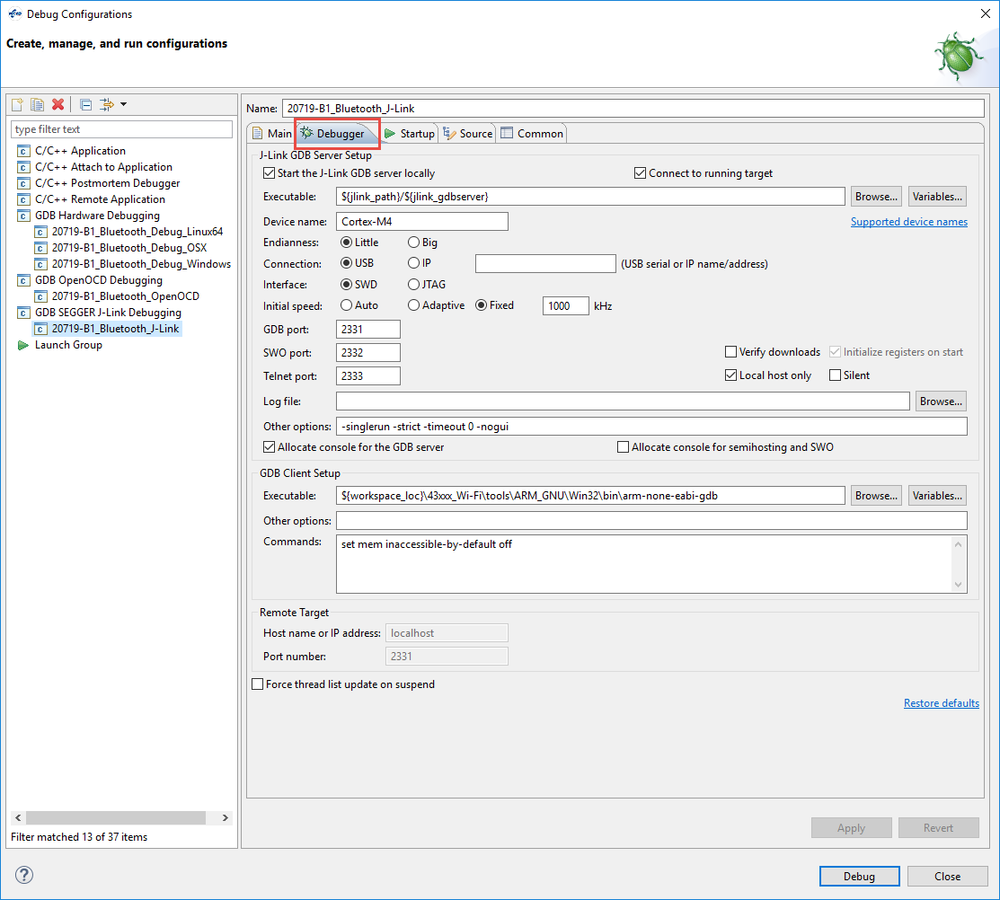 Debug Configurations
Create, manage, and run configurations
type filter text
C/C++ Application
C/C++ Attach to Application
C/C++ Postmortem Debugger
C/C++ Remote Application
GDB Hardware Debugging
20719-B1_Bluetooth_Debug_Linux64
20719-B1_Bluetooth_Debug_OSX
20719-B1_Bluetooth_Debug_Windows
GDB OpenOCD Debugging
20719-B1_Bluetooth_OpenOCD
GDB SEGGER J-Link Debugging
20719-B1_Bluetooth_J-Link
Launch Group
Filter matched 13 of 37 items
Name: 20719-B1_Bluetooth_J-Link
Main Debugger Startup Source Common
J-Link GDB Server Setup
Start the J-Link GDB server locally Connect to running target
Executable: ${jlink_path}/${jlink_gdbserver} Browse... Variables...
Device name: Cortex-M4 Supported device names
Endianness: Little Big
Connection: USB IP (USB serial or IP name/address)
Interface: SWD JTAG
Initial speed: Auto Adaptive Fixed 1000 kHz
GDB port: 2331
SWO port: 2332 Verify downloads Initialize registers on start
Telnet port: 2333 Local host only Silent
Log file: Browse...
Other options: -singlerun -strict -timeout 0 -nogui
Allocate console for the GDB server Allocate console for semihosting and SWO
GDB Client Setup
Executable: ${workspace_loc}\43xxx_Wi-Fi\tools\ARM_GNU\Win32\bin\arm-none-eabi-gdb Browse... Variables...
Other options:
Commands: set mem inaccessible-by-default off
Remote Target
Host name or IP address: localhost
Port number: 2331
Force thread list update on suspend
Restore defaults
Apply Revert
? Debug Close